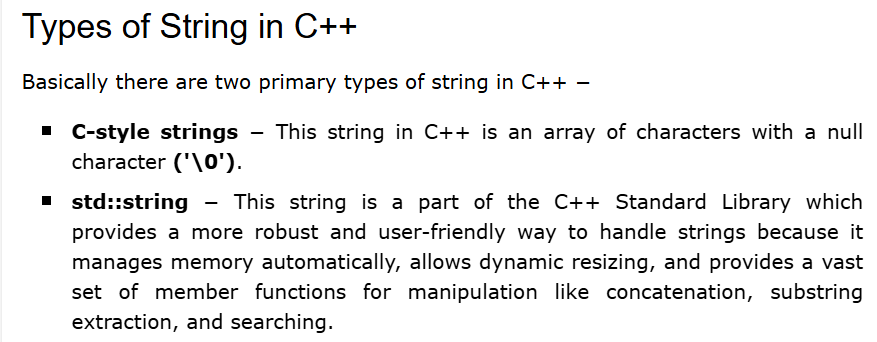 Types of String in C++
Basically there are two primary types of string in C++ −
▪ C-style strings − This string in C++ is an array of characters with a null
character ('\0').
▪ std::string − This string is a part of the C++ Standard Library which
provides a more robust and user-friendly way to handle strings because it
manages memory automatically, allows dynamic resizing, and provides a vast
set of member functions for manipulation like concatenation, substring
extraction, and searching.